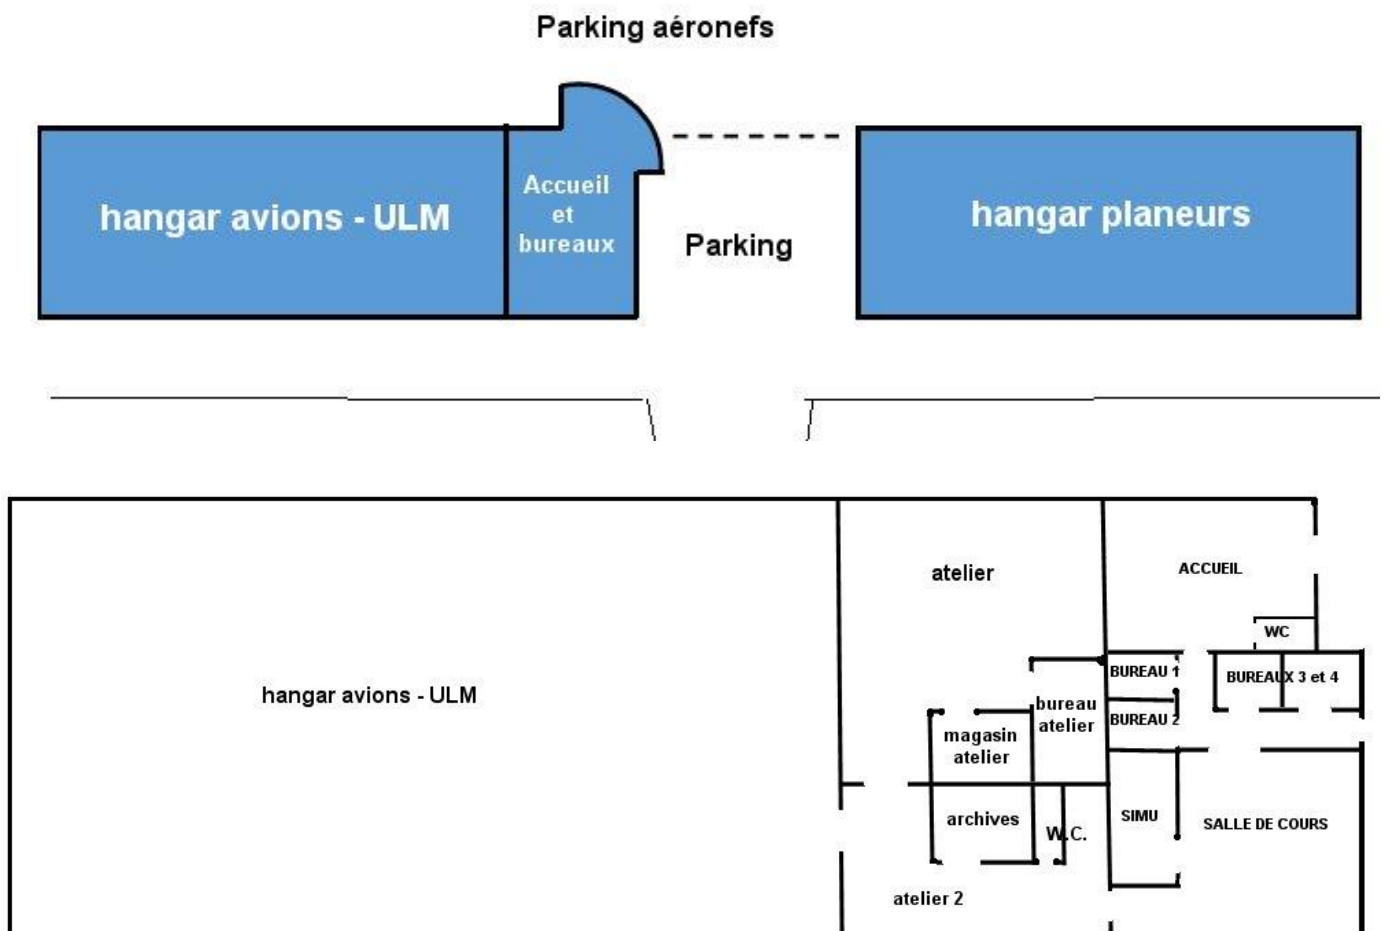 Parking aéronefs
hangar avions - ULM
Accueil
et
bureaux
Parking
hangar planeurs
atelier
ACCUEIL
WC
BUREAU 1
BUREAUX 3 et 4
hangar avions - ULM
bureau
atelier
BUREAU 2
magasin
atelier
archives
W.C.
SIMU
SALLE DE COURS
atelier 2